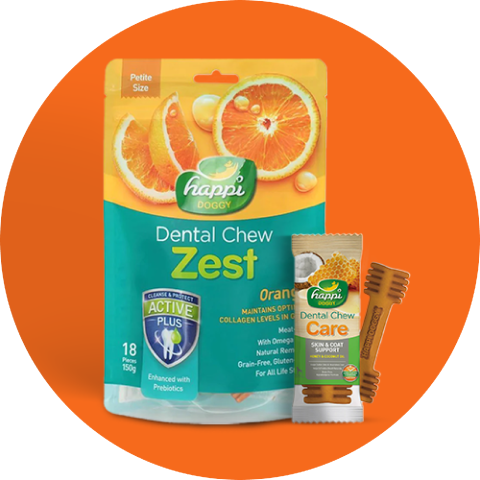 Petite
Size
happi
DOGGY
Dental Chew
Zest
Orang
MAINTAINS OPTI
COLLAGEN LEVELS IN
Meat
With Omega
Natural Rem
Grain-Free, Gluten
For All Life S
CLEANSE & PROTECT
ACTIVE
PLUS
Enhanced with
Prebiotics
18
Pieces
150g
happi
DOGGY
Dental Chew
Care
SKIN & COAT
SUPPORT